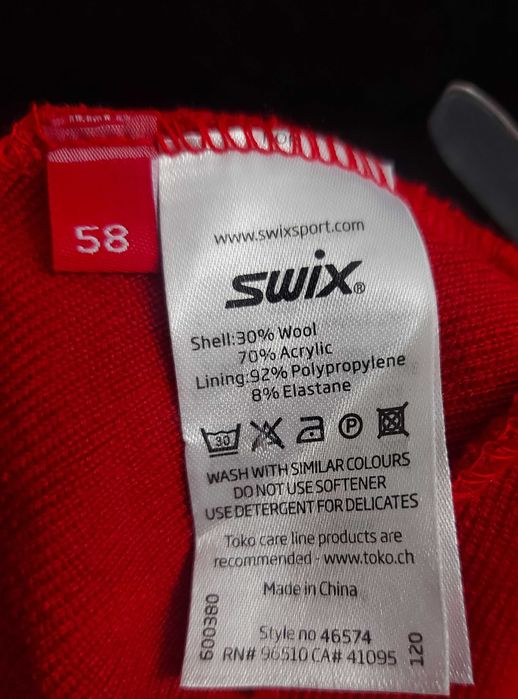 58
www.swixsport.com
SWIX®
Shell:30% Wool
70% Acrylic
Lining:92% Polypropylene
8% Elastane
30 P
WASH WITH SIMILAR COLOURS
DO NOT USE SOFTENER
USE DETERGENT FOR DELICATES
Toko care line products are
recommended - www.toko.ch
Made in China
600380
Style no 46574
RN# 96510 CA# 41095
120